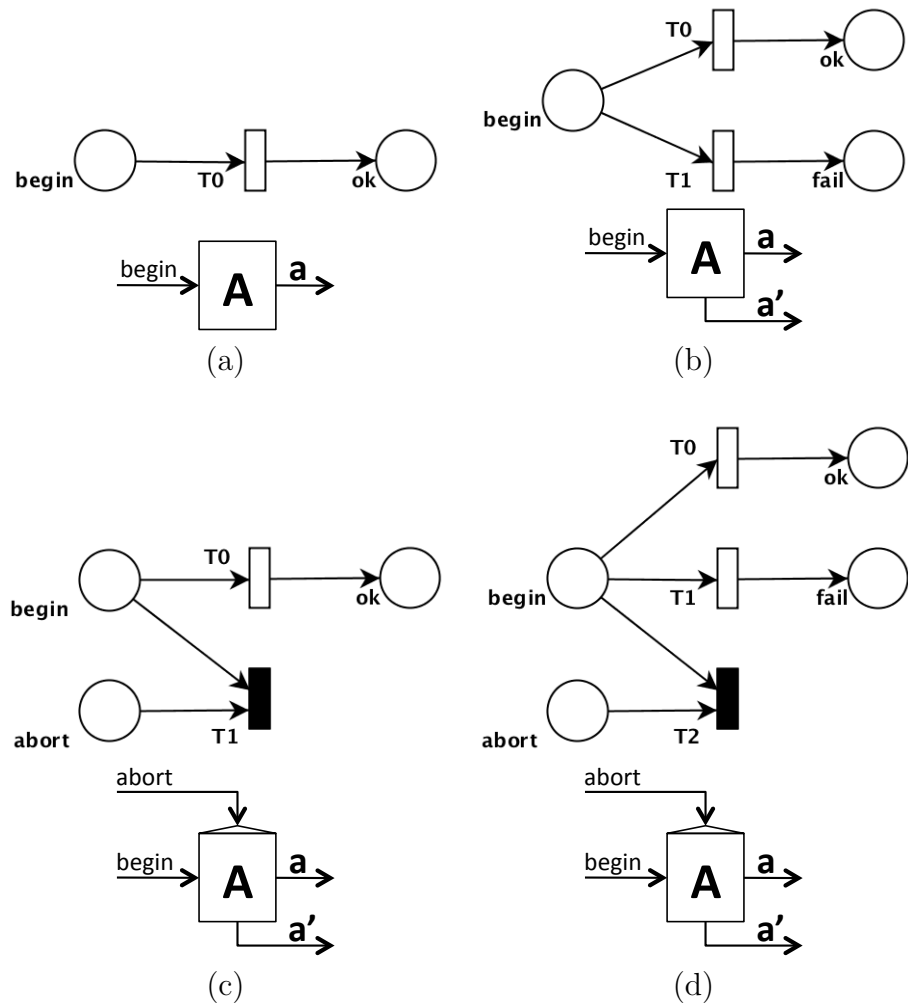 begin T0 ok
begin A a
(a)
T0 ok
begin
T1 fail
begin A a
a’
(b)
T0 ok
begin
abort T1
abort
begin A a
a’
(c)
T0 ok
begin T1 fail
abort T2
abort
begin A a
a’
(d)